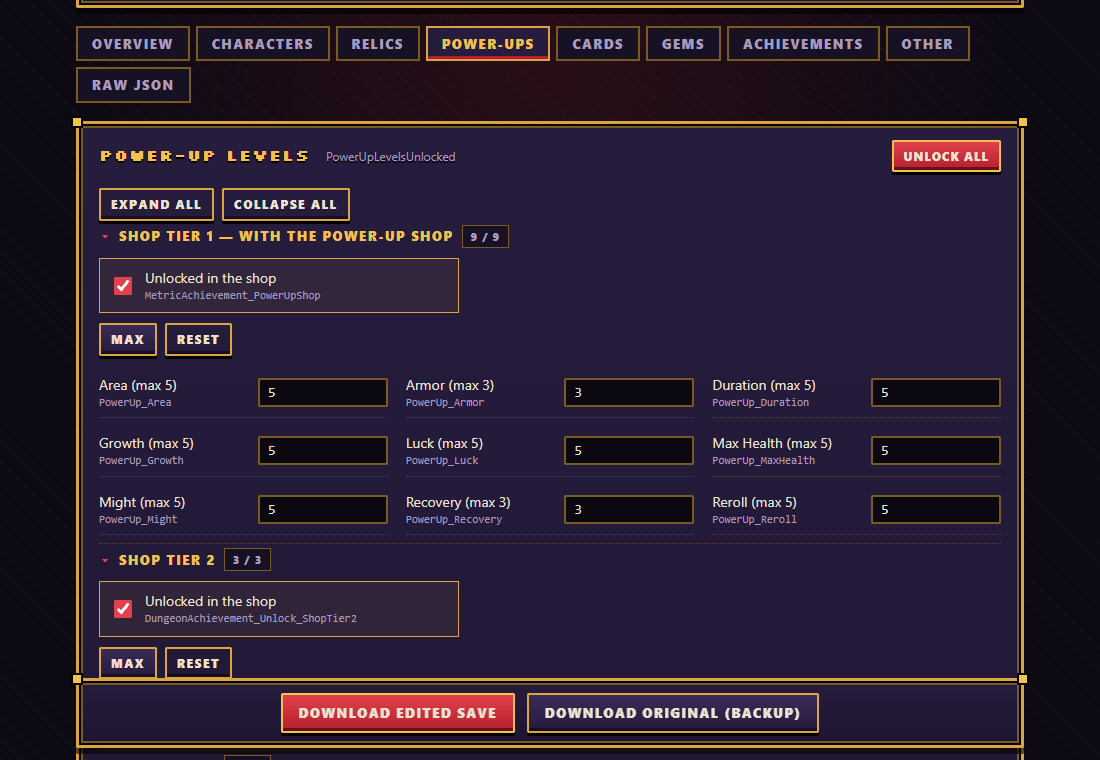 OVERVIEW CHARACTERS RELICS POWER-UPS CARDS GEMS ACHIEVEMENTS OTHER
RAW JSON
POWER-UP LEVELS PowerUpLevelsUnlocked UNLOCK ALL
EXPAND ALL COLLAPSE ALL
SHOP TIER 1 — WITH THE POWER-UP SHOP 9 / 9
Unlocked in the shop
MetricAchievement_PowerUpShop
MAX RESET
Area (max 5) 5 Armor (max 3) 3 Duration (max 5) 5
PowerUp_Area PowerUp_Armor PowerUp_Duration
Growth (max 5) 5 Luck (max 5) 5 Max Health (max 5) 5
PowerUp_Growth PowerUp_Luck PowerUp_MaxHealth
Might (max 5) 5 Recovery (max 3) 3 Reroll (max 5) 5
PowerUp_Might PowerUp_Recovery PowerUp_Reroll
SHOP TIER 2 3 / 3
Unlocked in the shop
DungeonAchievement_Unlock_ShopTier2
MAX RESET
DOWNLOAD EDITED SAVE DOWNLOAD ORIGINAL (BACKUP)